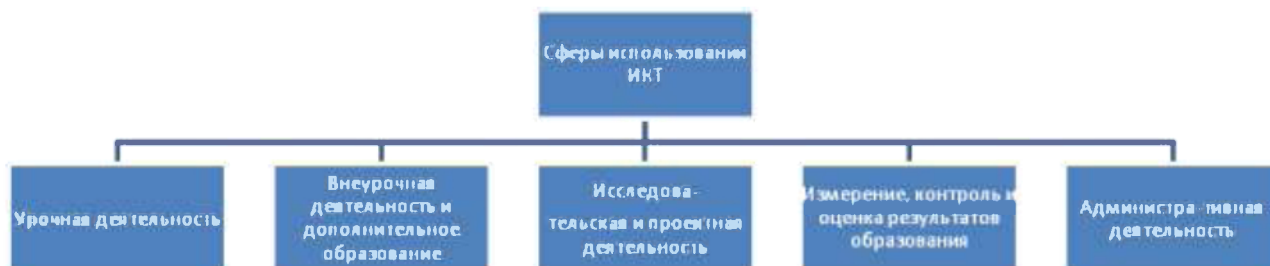 Сферы использовании
ИКТ
Урочная деятельность
Внеурочная
деятельность и
дополнительное
образование
Исследова-
тельская и проектная
деятельность
Измерение, контроль и
оценка результатов
образования
Администра-тивная
деятельность